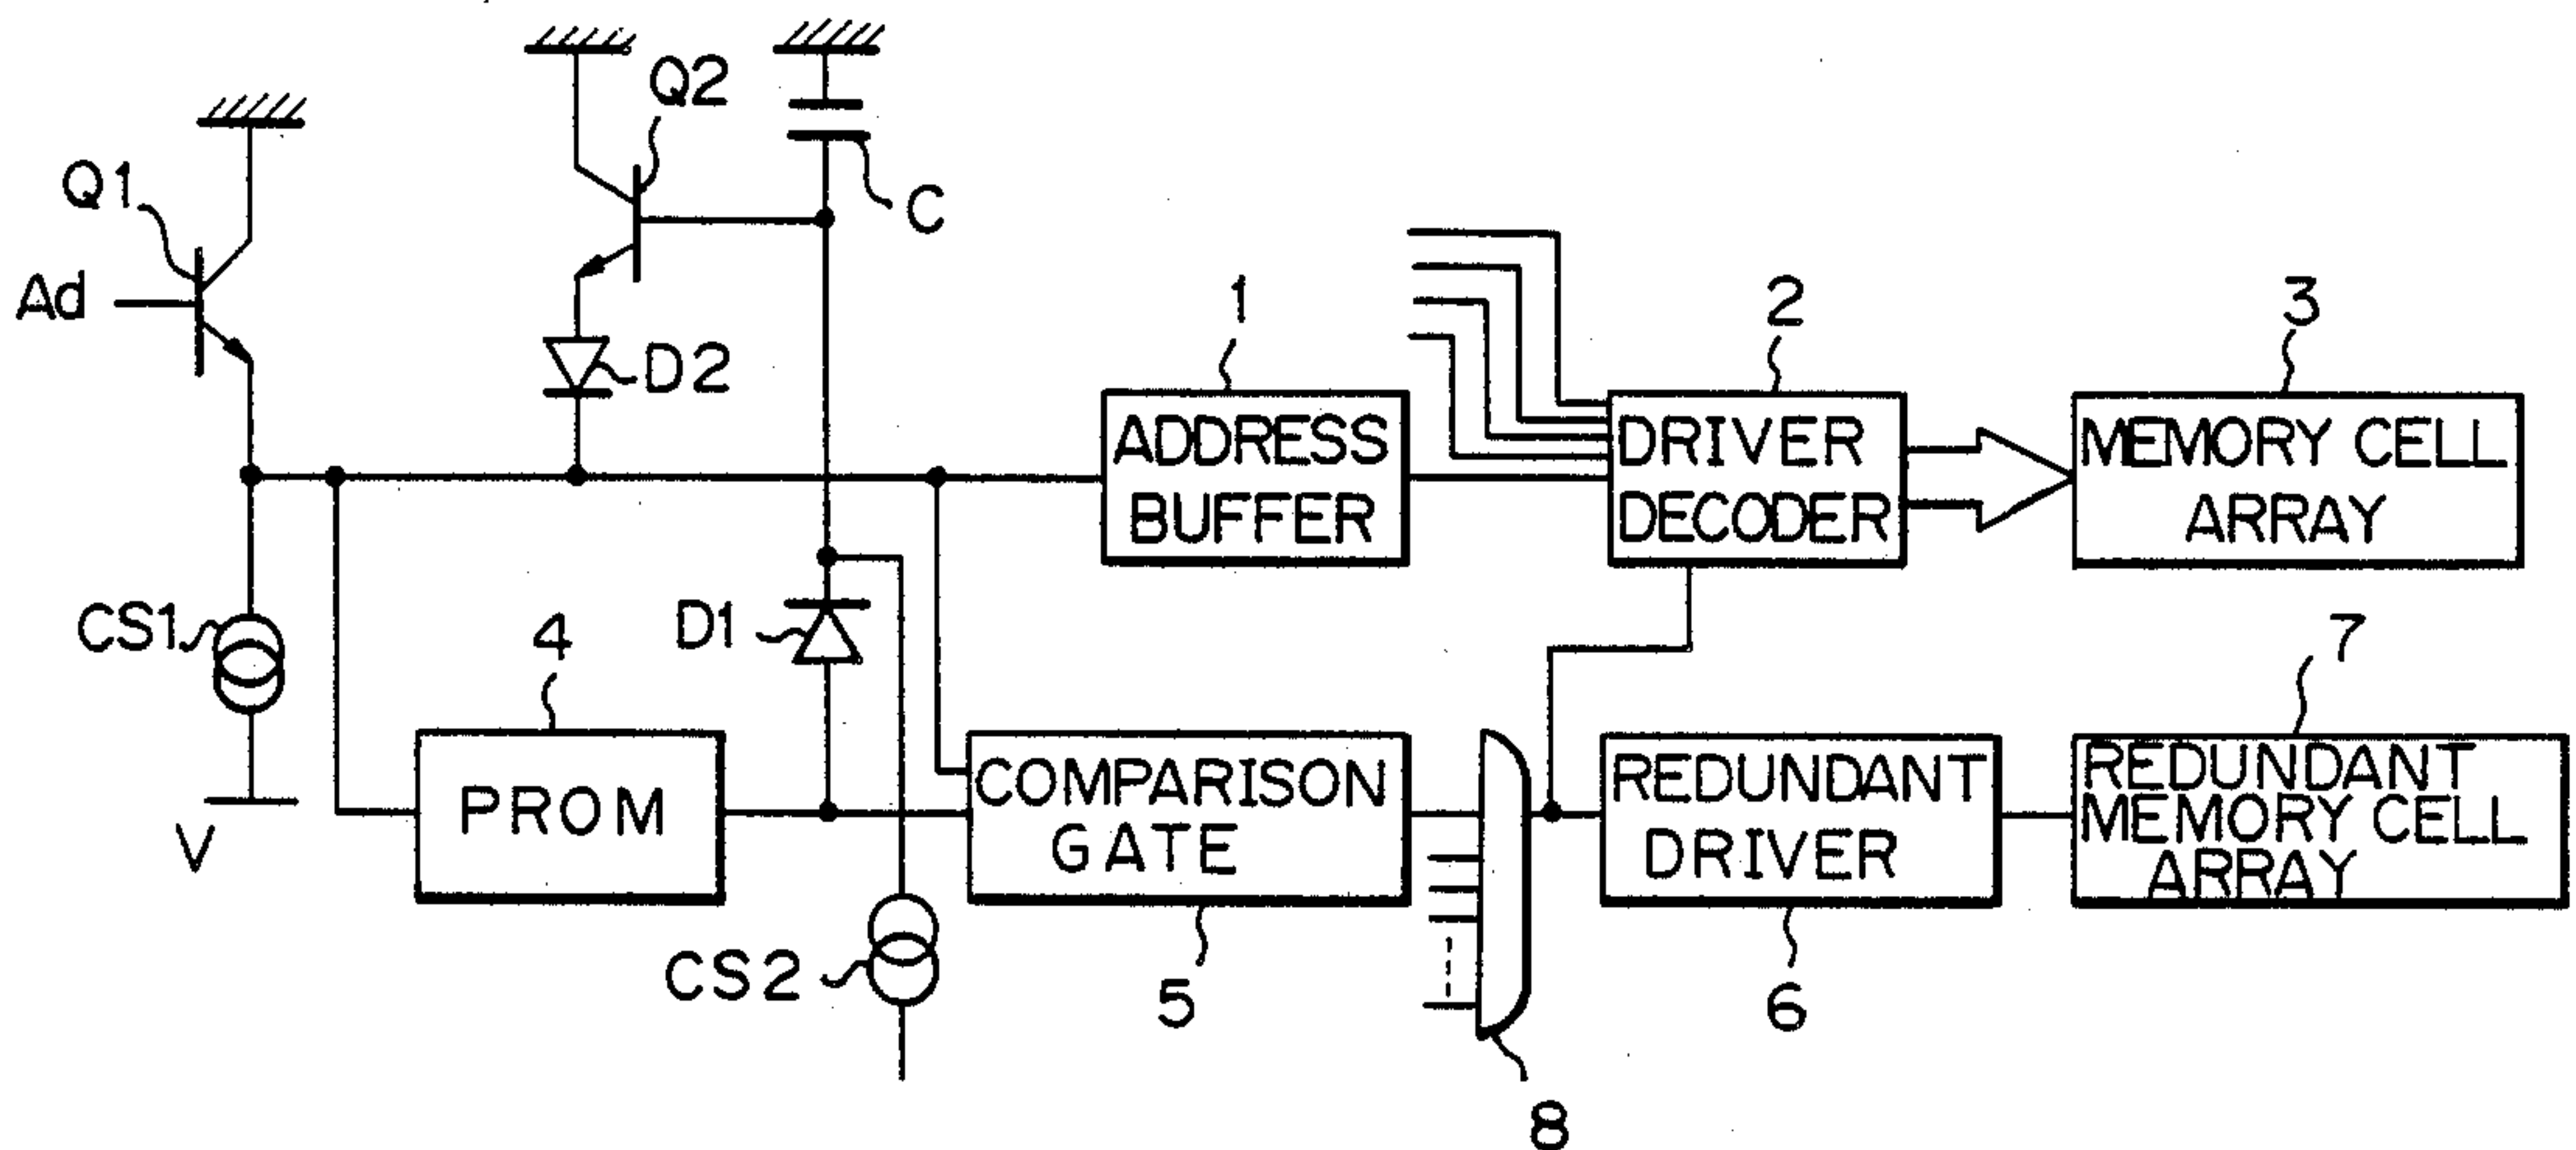 Q1
Ad
Q2
C
D2
1
ADDRESS
BUFFER
2
DRIVER
DECODER
3
MEMORY CELL
ARRAY
CS1
V
4
PROM
D1
CS2
COMPARISON
GATE
5
8
REDUNDANT
DRIVER
6
7
REDUNDANT
MEMORY CELL
ARRAY